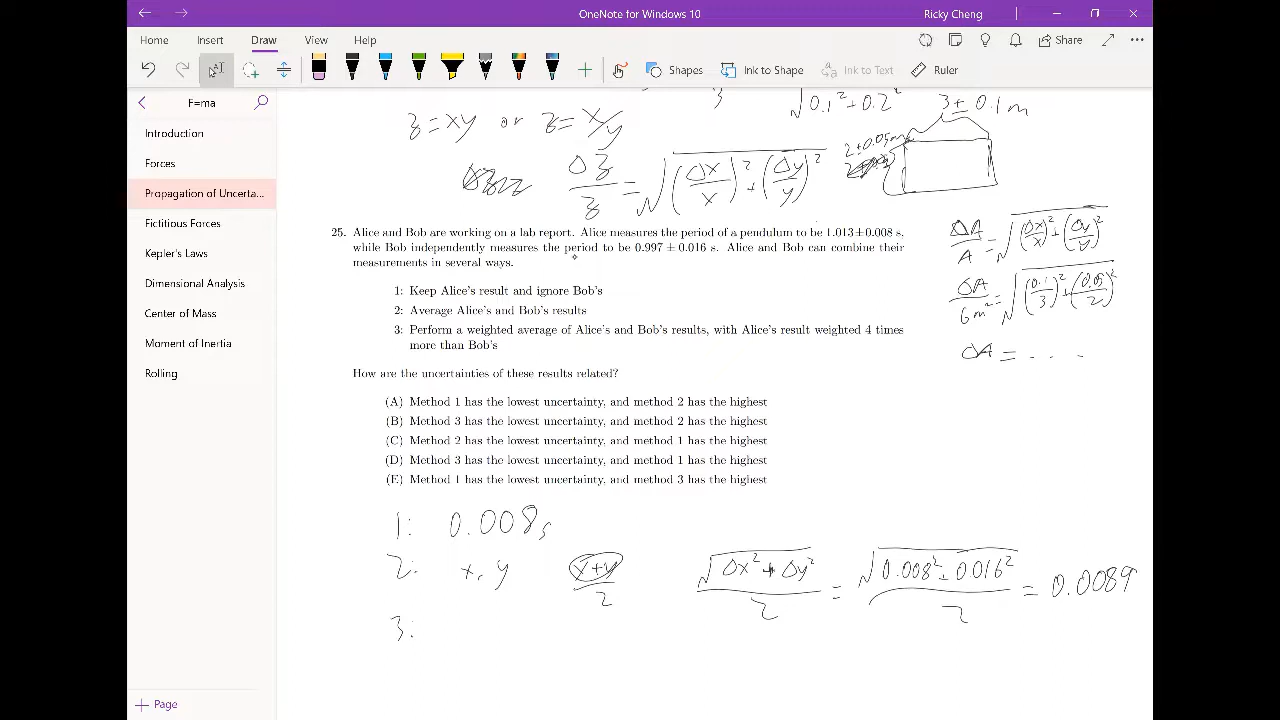 OneNote for Windows 10
Ricky Cheng
Home Insert Draw View Help
Share
Shapes Ink to Shape Ink to Text Ruler
F=ma
Introduction
Forces
Propagation of Uncerta...
Fictitious Forces
Kepler's Laws
Dimensional Analysis
Center of Mass
Moment of Inertia
Rolling
Page
3
√0.1²+0.2²
3 ± 0.1m
z = xy or z = x/y
2±0.05m
Δz/z = √(Δx/x)² + (Δy/y)²
25. Alice and Bob are working on a lab report. Alice measures the period of a pendulum to be 1.013±0.008 s,
while Bob independently measures the period to be 0.997 ± 0.016 s. Alice and Bob can combine their
measurements in several ways.
1: Keep Alice's result and ignore Bob's
2: Average Alice's and Bob's results
3: Perform a weighted average of Alice's and Bob's results, with Alice's result weighted 4 times
more than Bob's
How are the uncertainties of these results related?
(A) Method 1 has the lowest uncertainty, and method 2 has the highest
(B) Method 3 has the lowest uncertainty, and method 2 has the highest
(C) Method 2 has the lowest uncertainty, and method 1 has the highest
(D) Method 3 has the lowest uncertainty, and method 1 has the highest
(E) Method 1 has the lowest uncertainty, and method 3 has the highest
ΔA/A = √(Δx/x)² + (Δy/y)²
ΔA/6m² = √(0.1/3)² + (0.05/2)²
ΔA = . . .
1: 0.008s
2: x, y x+y/2 √Δx² + Δy²/2 = √0.008² + 0.016²/2 = 0.0089
3: